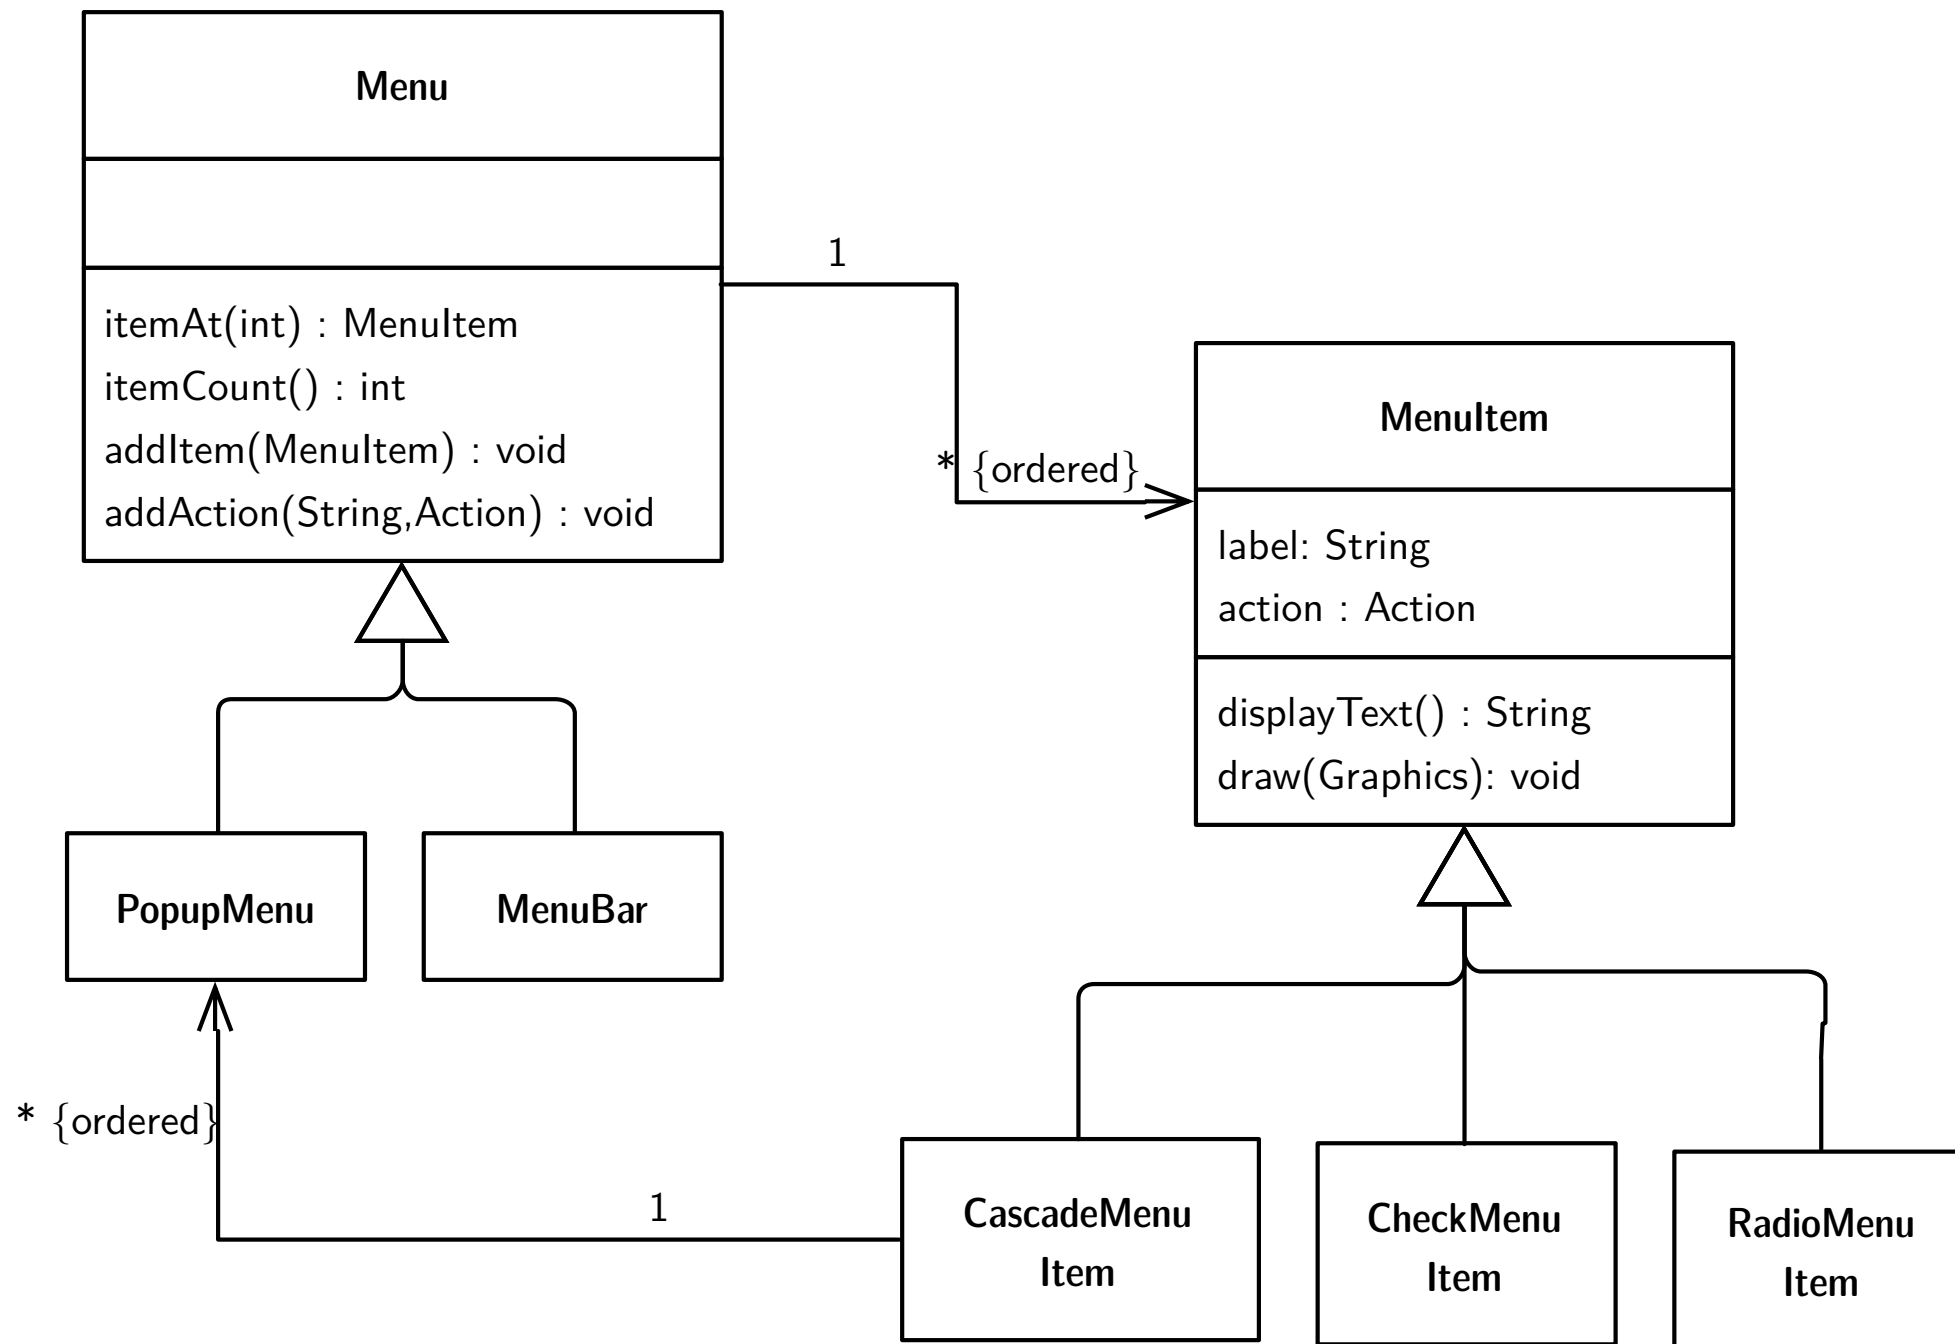 Menu
itemAt(int) : MenuItem
itemCount() : int
addItem(MenuItem) : void
addAction(String,Action) : void
1
* {ordered}
MenuItem
label: String
action : Action
displayText() : String
draw(Graphics): void
PopupMenu
MenuBar
* {ordered}
1
CascadeMenu
Item
CheckMenu
Item
RadioMenu
Item